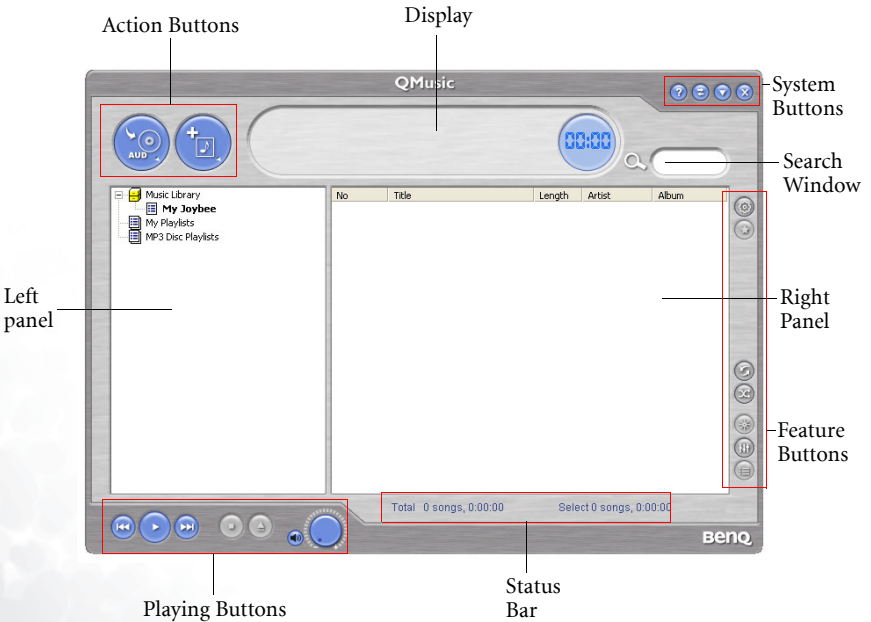 Display
Action Buttons
QMusic
System
Buttons
AUD
00:00
Search
Window
Music Library
My Joybee
My Playlists
MP3 Disc Playlists
No Title Length Artist Album
Left
panel
Right
Panel
Feature
Buttons
Total 0 songs, 0:00:00 Select 0 songs, 0:00:00
BenQ
Status
Bar
Playing Buttons